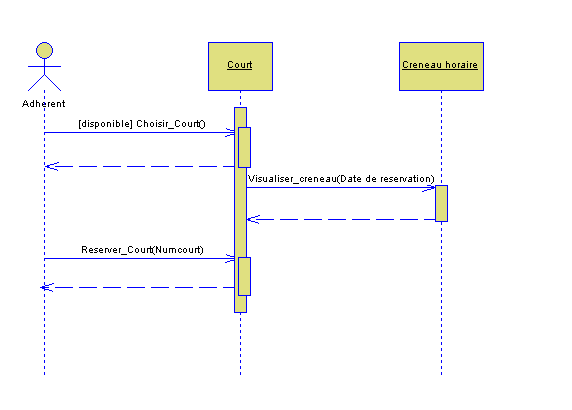 Court
Creneau horaire
Adherent
[disponible] Choisir_Court()
Visualiser_creneau(Date de reservation)
Reserver_Court(Numcourt)